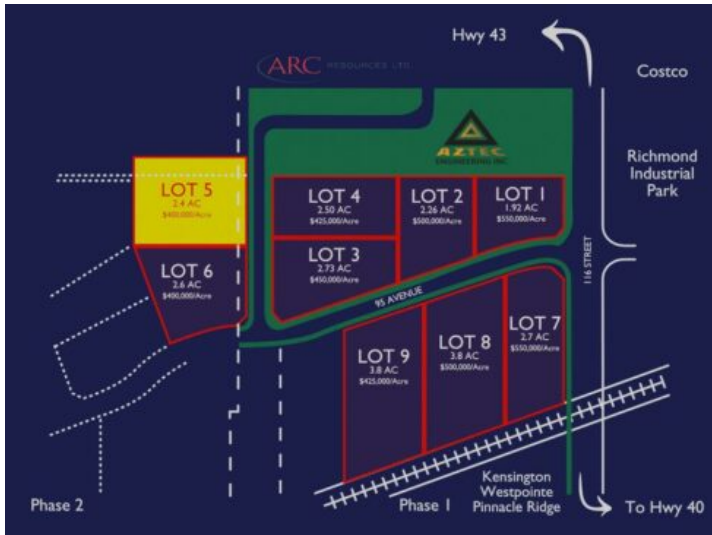 Hwy 43
ARC RESOURCES LTD
Costco
AZTEC
ENGINEERING INC
Richmond
Industrial
Park
LOT 5
2.4 AC
$400,000/Acre
LOT 4
2.50 AC
$425,000/Acre
LOT 2
2.26 AC
$500,000/Acre
LOT 1
1.92 AC
$550,000/Acre
LOT 6
2.6 AC
$400,000/Acre
LOT 3
2.73 AC
$450,000/Acre
116 STREET
95 AVENUE
LOT 7
2.7 AC
$550,000/Acre
LOT 8
3.8 AC
$500,000/Acre
LOT 9
3.8 AC
$425,000/Acre
Kensington
Westpointe
Pinnacle Ridge
Phase 2
Phase 1
To Hwy 40